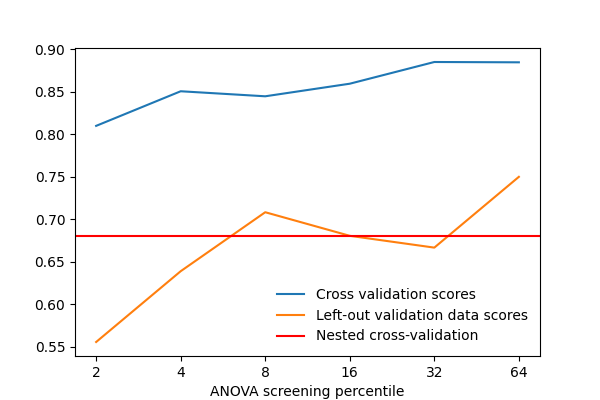 0.90
0.85
0.80
0.75
0.70
0.65
0.60
0.55
Cross validation scores
Left-out validation data scores
Nested cross-validation
2 4 8 16 32 64
ANOVA screening percentile